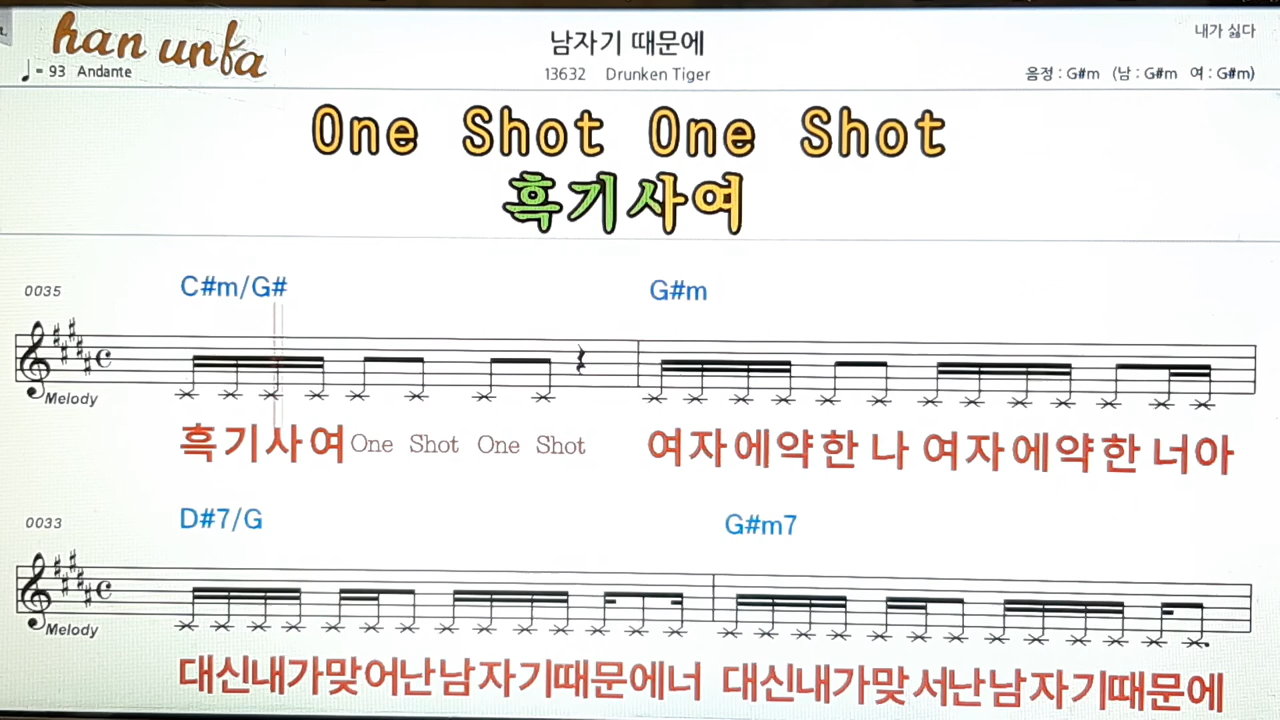 han unfa
남자기 때문에
내가 싫다
♩= 93 Andante
13632 Drunken Tiger
음정 : G#m (남 : G#m 여 : G#m)
One Shot One Shot
흑기사여
C#m/G# G#m
0035
Melody
흑기사여 One Shot One Shot 여자에약한 나 여자에약한 너아
D#7/G G#m7
0033
Melody
대신내가맞어난남자기때문에너 대신내가맞서난남자기때문에